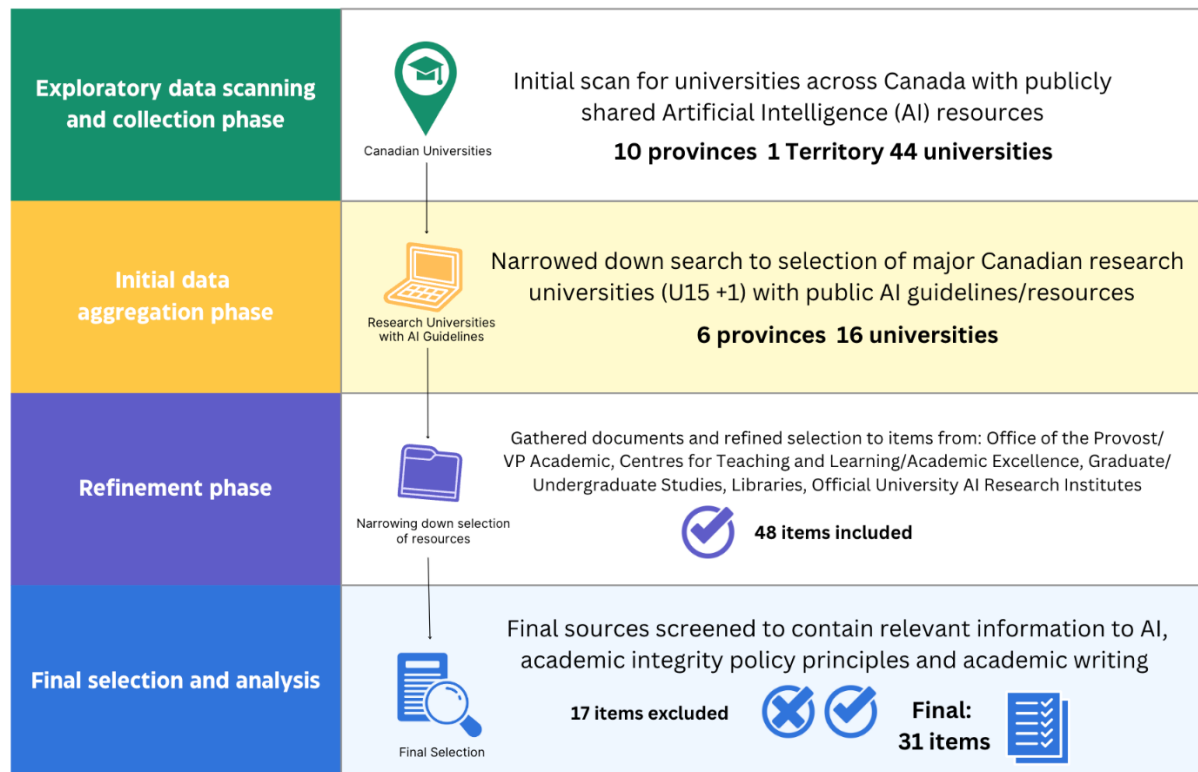 Exploratory data scanning
and collection phase
Canadian Universities
Initial scan for universities across Canada with publicly
shared Artificial Intelligence (AI) resources
10 provinces 1 Territory 44 universities
Initial data
aggregation phase
Research Universities
with AI Guidelines
Narrowed down search to selection of major Canadian research
universities (U15 +1) with public AI guidelines/resources
6 provinces 16 universities
Refinement phase
Narrowing down selection
of resources
Gathered documents and refined selection to items from: Office of the Provost/
VP Academic, Centres for Teaching and Learning/Academic Excellence, Graduate/
Undergraduate Studies, Libraries, Official University AI Research Institutes
48 items included
Final selection and analysis
Final Selection
Final sources screened to contain relevant information to AI,
academic integrity policy principles and academic writing
17 items excluded
Final:
31 items